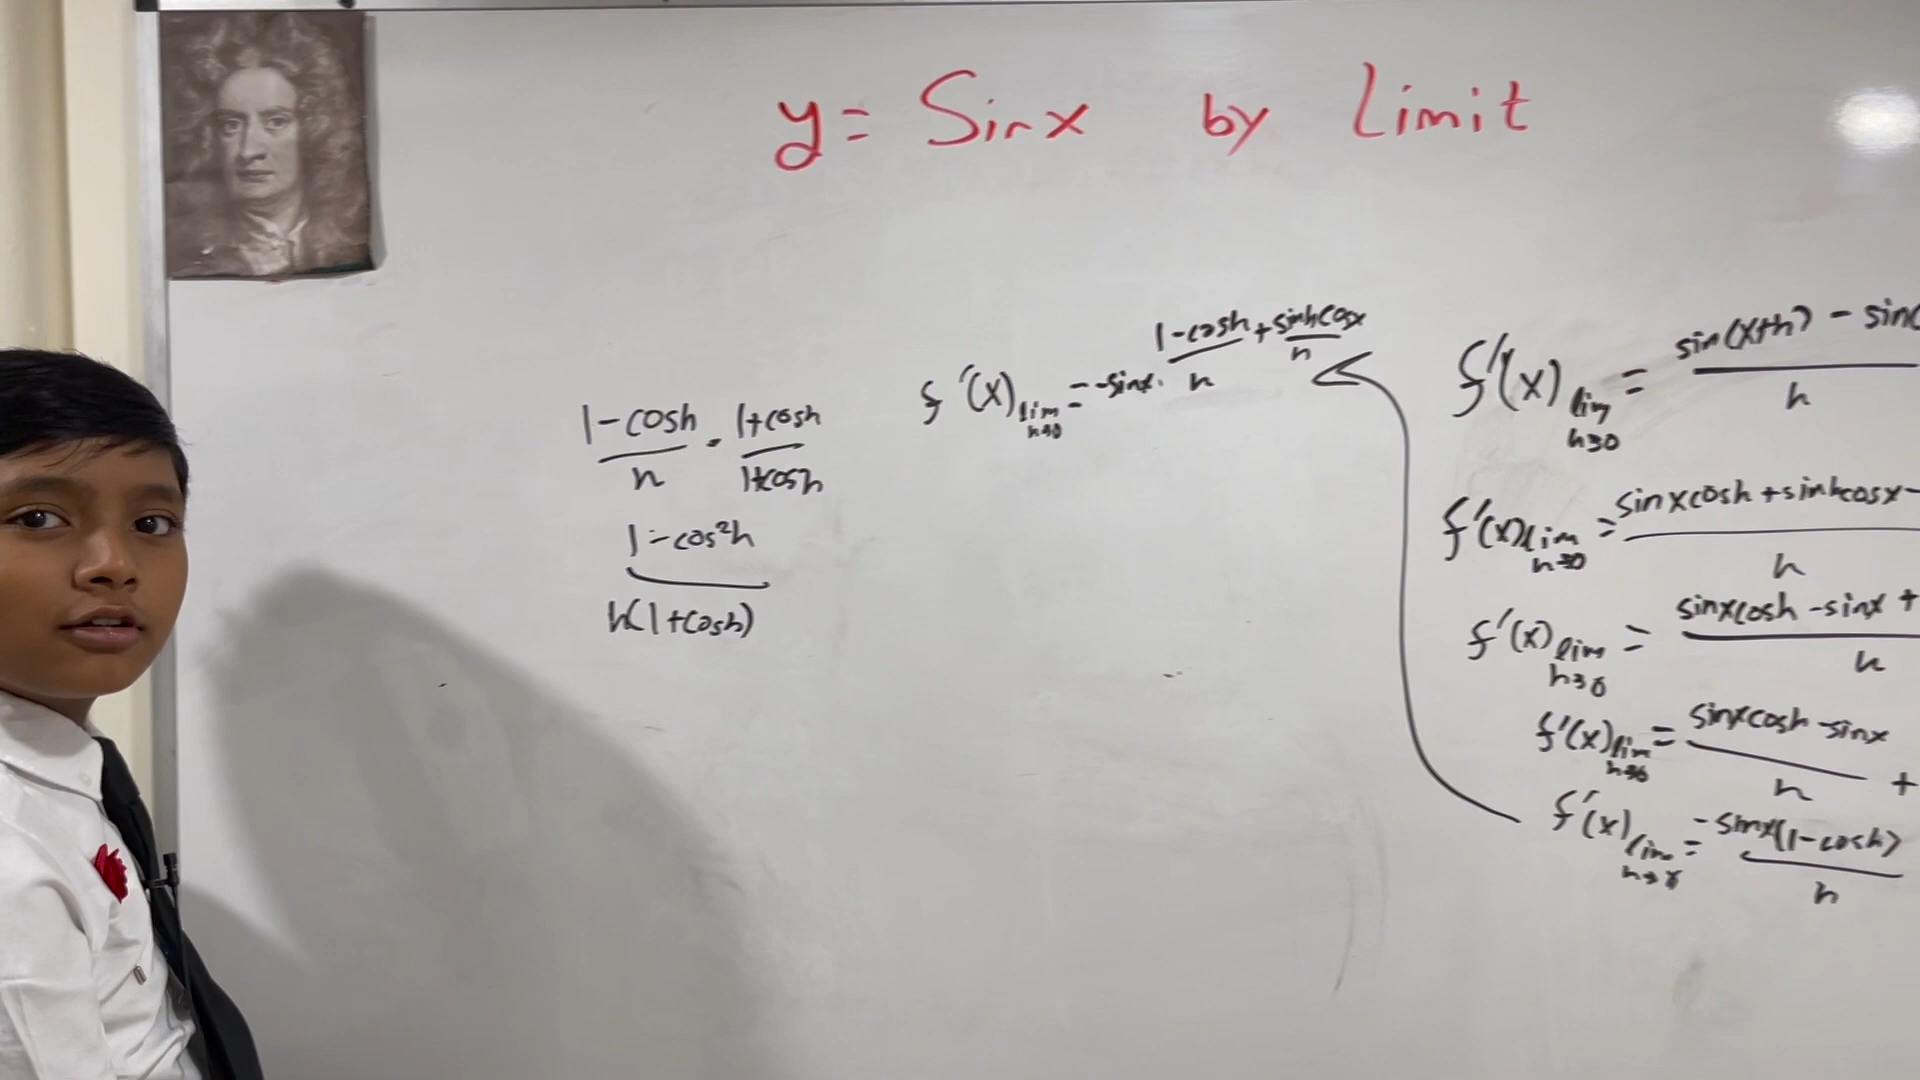 y = Sinx by Limit
1-cosh/h · 1+cosh/1+cosh
1-cos²h/h(1+cosh)
f'(x) lim h→0 = -sinx · 1-cosh/h + sinhcosx/h
f'(x) lim h→0 = sin(x+h) - sin(/h
f'(x) lim h→0 = sinxcosh + sinhcosx -/h
f'(x) lim h→0 = sinxcosh - sinx +/h
f'(x) lim h→0 = sinxcosh - sinx/h +
f'(x) lim h→0 = -sinx(1-cosh)/h